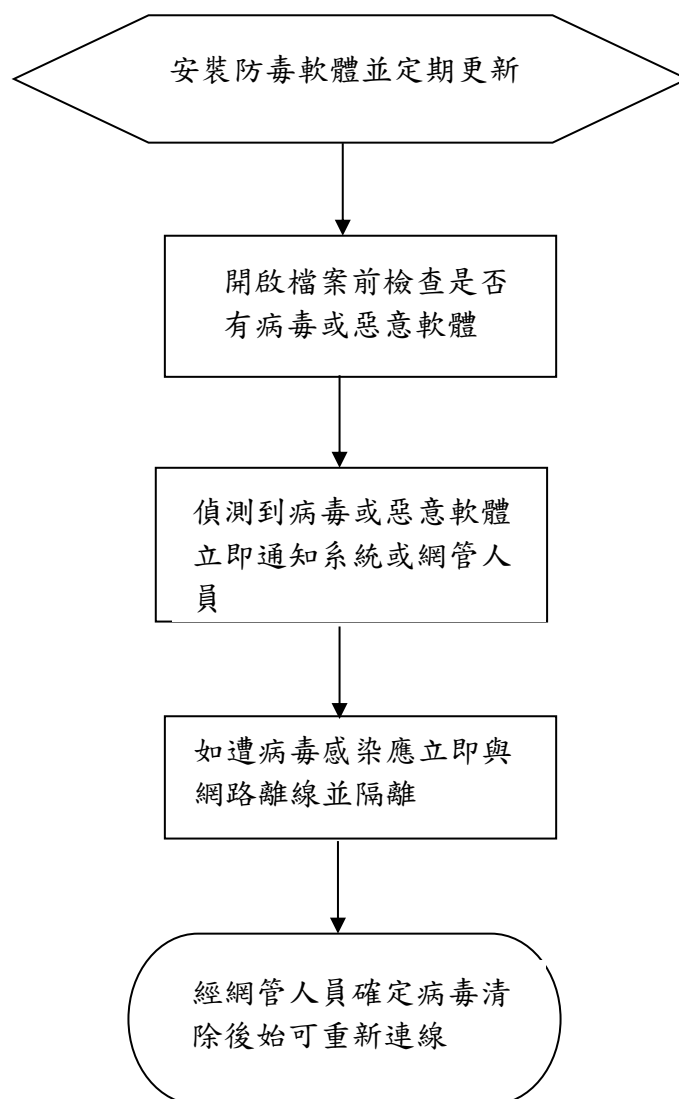 安裝防毒軟體並定期更新
開啟檔案前檢查是否
有病毒或惡意軟體
偵測到病毒或惡意軟體
立即通知系統或網管人
員
如遭病毒感染應立即與
網路離線並隔離
經網管人員確定病毒清
除後始可重新連線